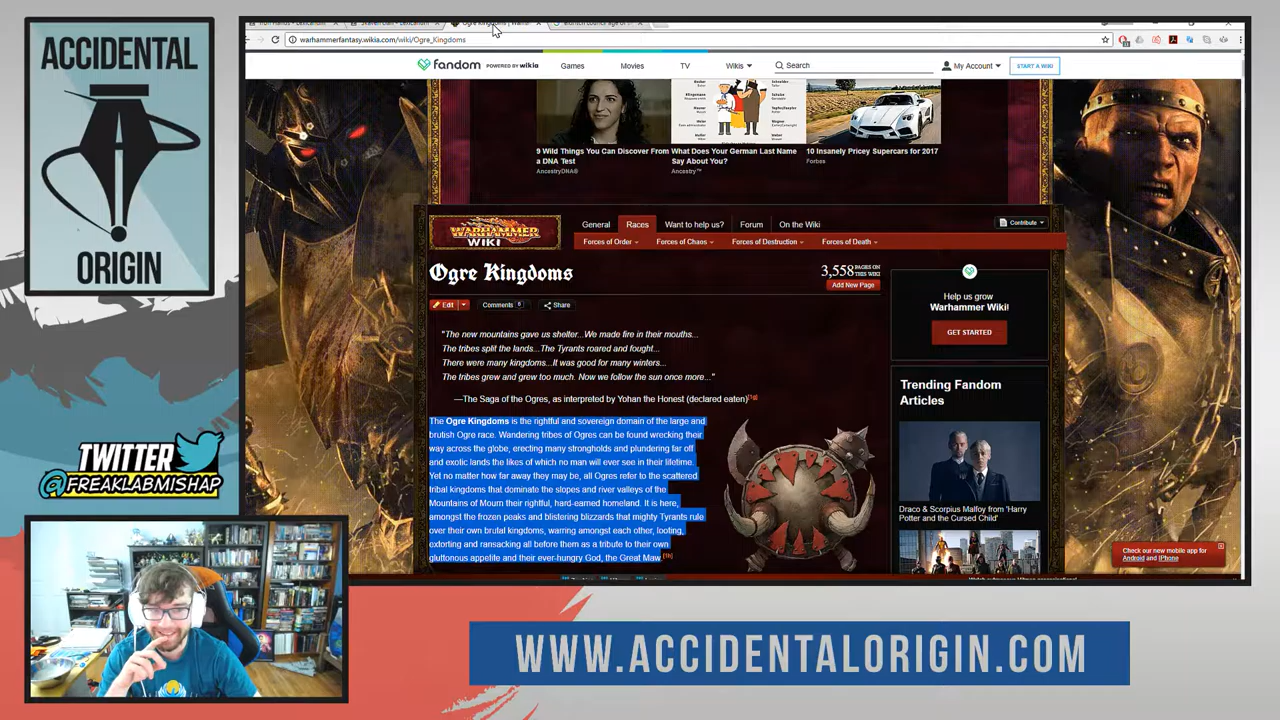 ACCIDENTAL
ORIGIN
TWITTER
@FREAKLABMISHAP
warhammerfantasy.wikia.com/wiki/Ogre_Kingdoms
fandom POWERED BY wikia
Games
Movies
TV
Wikis
Search
My Account
START A WIKI
9 Wild Things You Can Discover From
a DNA Test
AncestryDNA®
What Does Your German Last Name
Say About You?
Ancestry™
10 Insanely Pricey Supercars for 2017
Forbes
WARHAMMER
WIKI
General
Races
Want to help us?
Forum
On the Wiki
Contribute
Forces of Order
Forces of Chaos
Forces of Destruction
Forces of Death
Ogre Kingdoms
3,558 PAGES ON
THIS WIKI
Add New Page
Edit
Comments 6
Share
"The new mountains gave us shelter...We made fire in their mouths...
The tribes split the lands...The Tyrants roared and fought...
There were many kingdoms...It was good for many winters...
The tribes grew and grew too much. Now we follow the sun once more..."
—The Saga of the Ogres, as interpreted by Yohan the Honest (declared eaten)
The Ogre Kingdoms is the rightful and sovereign domain of the large and
brutish Ogre race. Wandering tribes of Ogres can be found wrecking their
way across the globe, erecting many strongholds and plundering far off
and exotic lands the likes of which no man will ever see in their lifetime.
Yet no matter how far away they may be, all Ogres refer to the scattered
tribal kingdoms that dominate the slopes and river valleys of the
Mountains of Mourn their rightful, hard-earned homeland. It is here,
amongst the frozen peaks and blistering blizzards that mighty Tyrants rule
over their own brutal kingdoms, warring amongst each other, looting,
extorting and ransacking all before them as a tribute to their own
gluttonous appetite and their ever-hungry God, the Great Maw.
Help us grow
Warhammer Wiki!
GET STARTED
Trending Fandom
Articles
Draco & Scorpius Malfoy from 'Harry
Potter and the Cursed Child'
Check our new mobile app for
Android and iPhone
WWW.ACCIDENTALORIGIN.COM